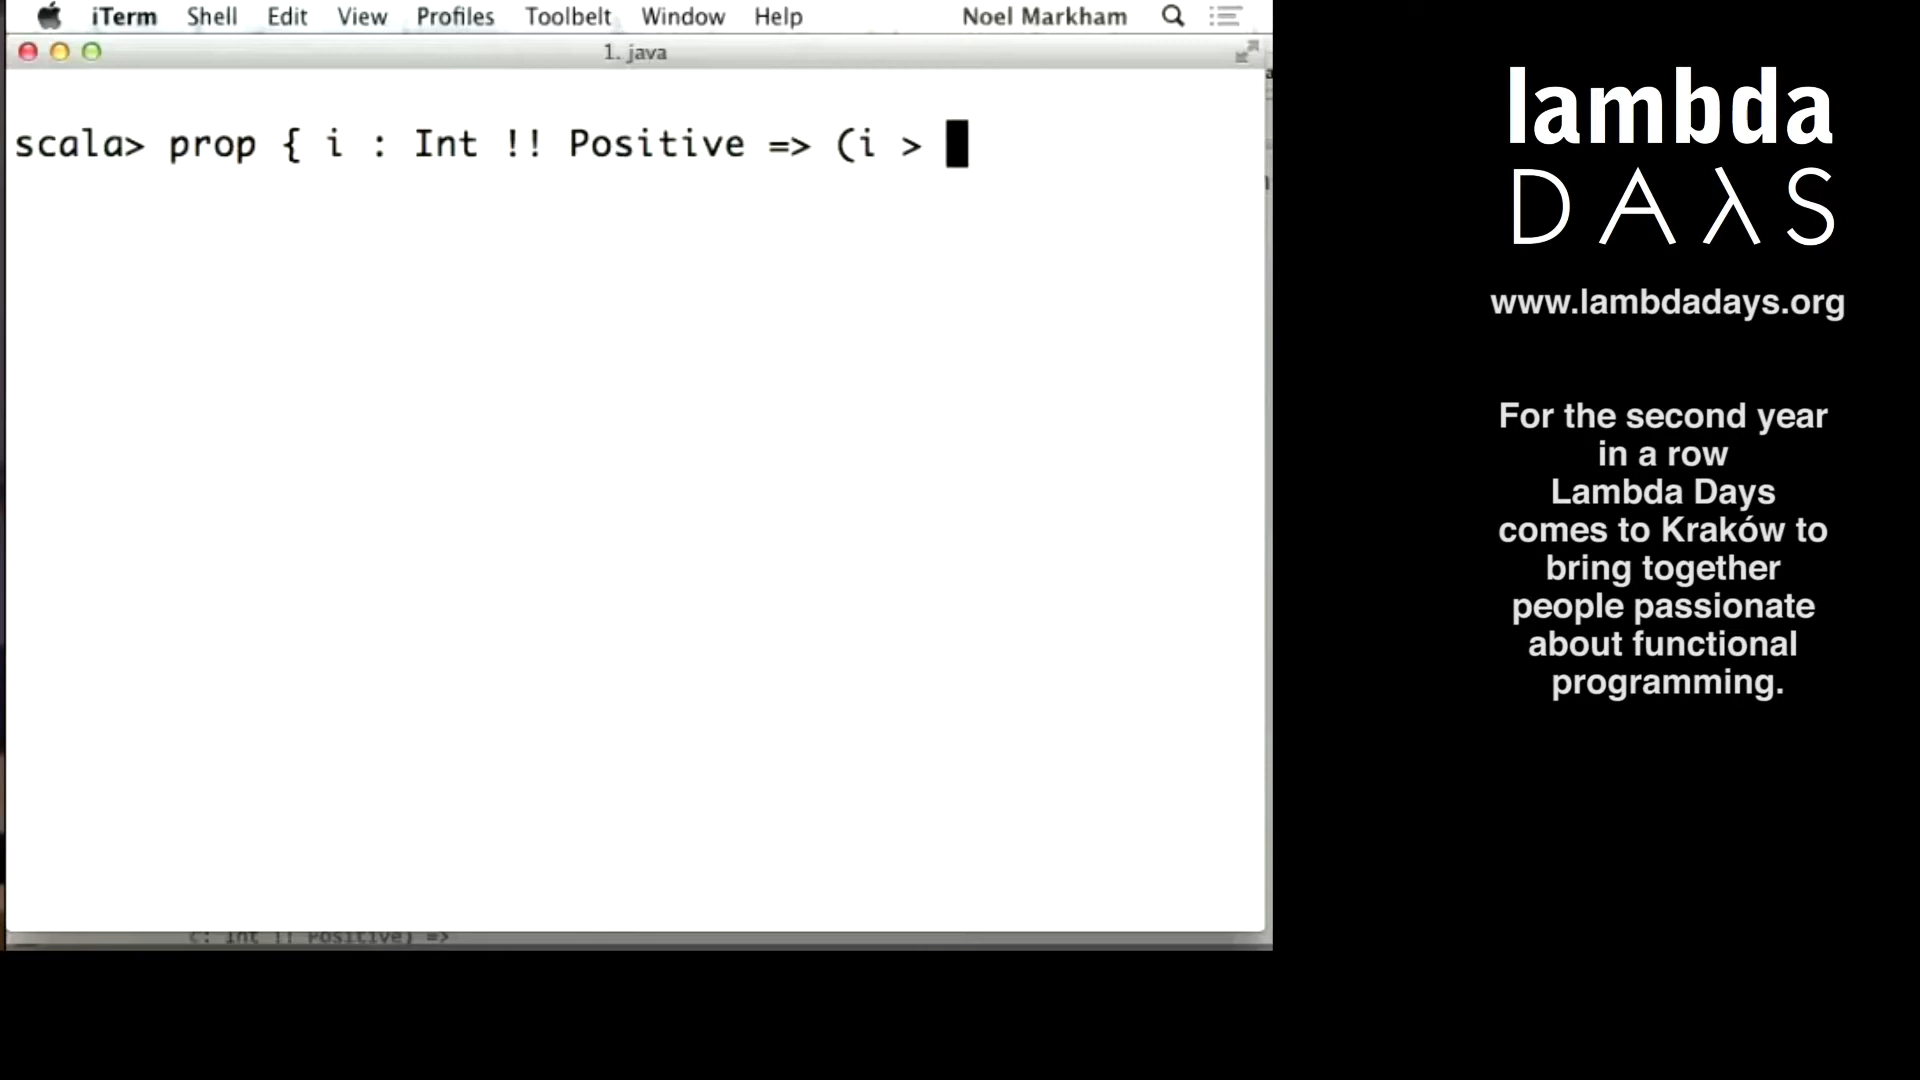 iTerm Shell Edit View Profiles Toolbelt Window Help Noel Markham
1. java
scala> prop { i : Int !! Positive => (i >
c: Int !! Positive) =>
lambda
DAλS
www.lambdadays.org
For the second year
in a row
Lambda Days
comes to Kraków to
bring together
people passionate
about functional
programming.